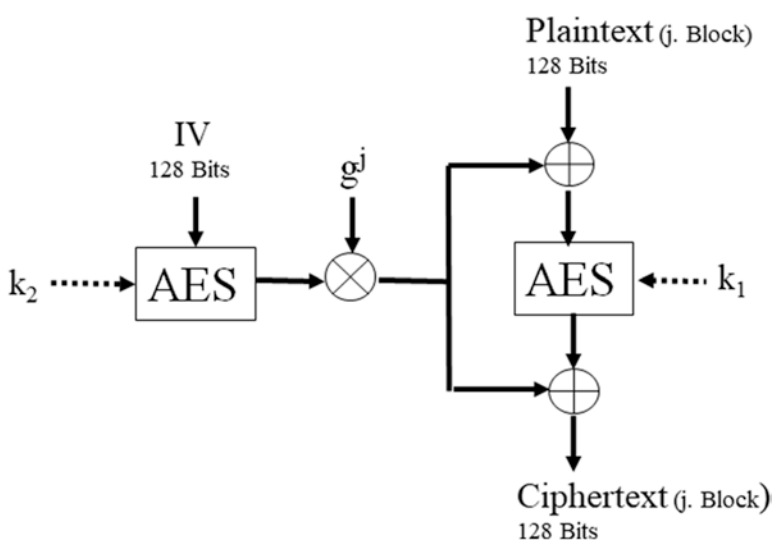 Plaintext (j. Block)
128 Bits
IV
128 Bits
g^j
k₂
AES
AES
k₁
Ciphertext (j. Block)
128 Bits